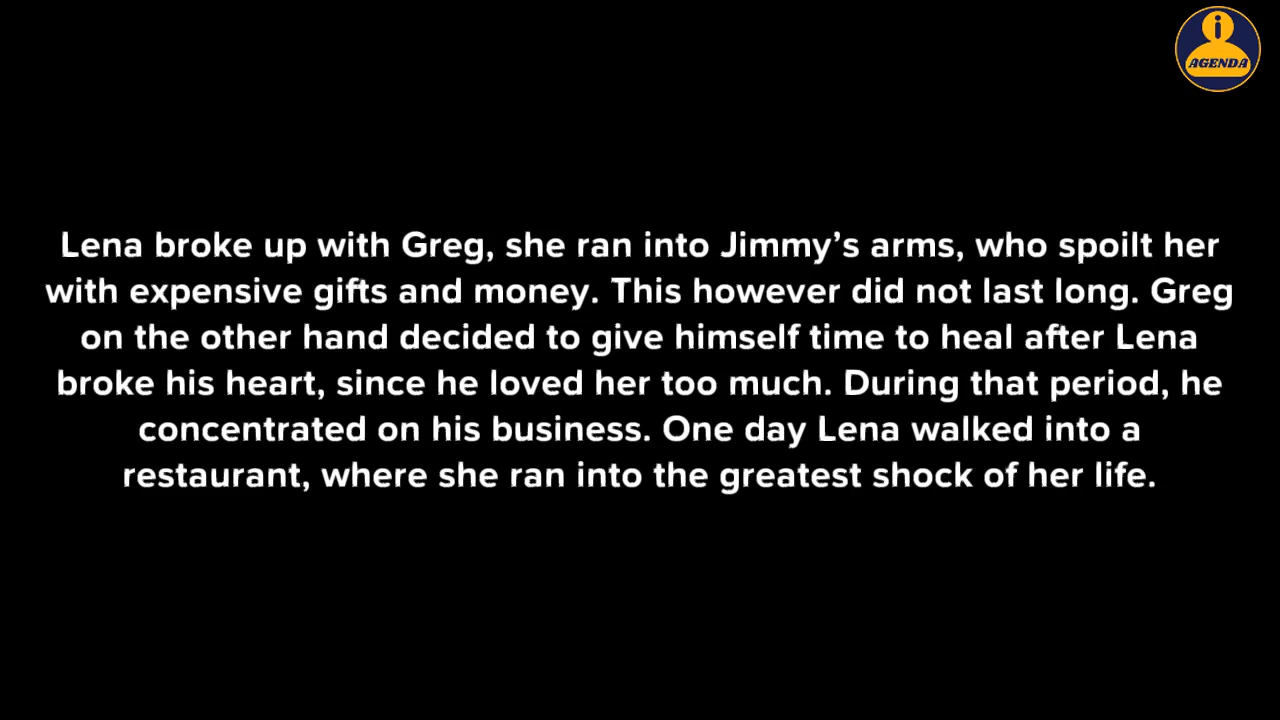 i
AGENDA
Lena broke up with Greg, she ran into Jimmy’s arms, who spoilt her
with expensive gifts and money. This however did not last long. Greg
on the other hand decided to give himself time to heal after Lena
broke his heart, since he loved her too much. During that period, he
concentrated on his business. One day Lena walked into a
restaurant, where she ran into the greatest shock of her life.